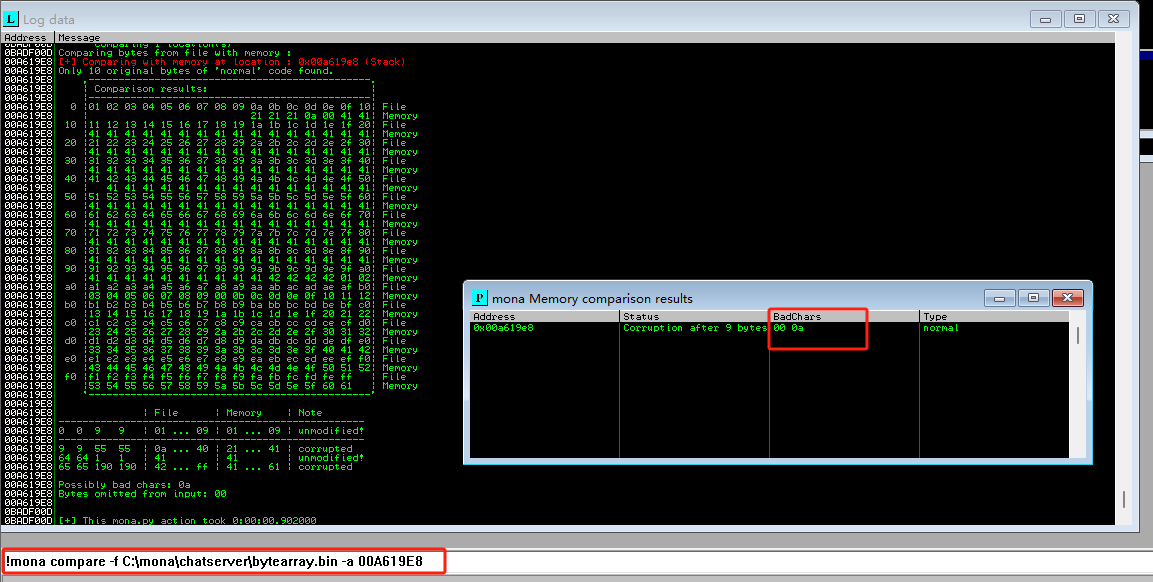 L Log data
Address Message
0BADF00D Comparing 1 location(s)
0BADF00D Comparing bytes from file with memory :
00A619E8 [+] Comparing with memory at location : 0x00a619e8 (Stack)
00A619E8 Only 10 original bytes of 'normal' code found.
00A619E8
00A619E8 | Comparison results:
00A619E8
00A619E8 0 |01 02 03 04 05 06 07 08 09 0a 0b 0c 0d 0e 0f 10| File
00A619E8 | 21 21 21 0a 00 41 41| Memory
00A619E8 10 |11 12 13 14 15 16 17 18 19 1a 1b 1c 1d 1e 1f 20| File
00A619E8 |41 41 41 41 41 41 41 41 41 41 41 41 41 41 41 41| Memory
00A619E8 20 |21 22 23 24 25 26 27 28 29 2a 2b 2c 2d 2e 2f 30| File
00A619E8 |41 41 41 41 41 41 41 41 41 41 41 41 41 41 41 41| Memory
00A619E8 30 |31 32 33 34 35 36 37 38 39 3a 3b 3c 3d 3e 3f 40| File
00A619E8 |41 41 41 41 41 41 41 41 41 41 41 41 41 41 41 41| Memory
00A619E8 40 |41 42 43 44 45 46 47 48 49 4a 4b 4c 4d 4e 4f 50| File
00A619E8 | 41 41 41 41 41 41 41 41 41 41 41 41 41 41 41| Memory
00A619E8 50 |51 52 53 54 55 56 57 58 59 5a 5b 5c 5d 5e 5f 60| File
00A619E8 |41 41 41 41 41 41 41 41 41 41 41 41 41 41 41 41| Memory
00A619E8 60 |61 62 63 64 65 66 67 68 69 6a 6b 6c 6d 6e 6f 70| File
00A619E8 |41 41 41 41 41 41 41 41 41 41 41 41 41 41 41 41| Memory
00A619E8 70 |71 72 73 74 75 76 77 78 79 7a 7b 7c 7d 7e 7f 80| File
00A619E8 |41 41 41 41 41 41 41 41 41 41 41 41 41 41 41 41| Memory
00A619E8 80 |81 82 83 84 85 86 87 88 89 8a 8b 8c 8d 8e 8f 90| File
00A619E8 |41 41 41 41 41 41 41 41 41 41 41 41 41 41 41 41| Memory
00A619E8 90 |91 92 93 94 95 96 97 98 99 9a 9b 9c 9d 9e 9f a0| File
00A619E8 |41 41 41 41 41 41 41 41 41 41 42 42 42 42 01 02| Memory
00A619E8 a0 |a1 a2 a3 a4 a5 a6 a7 a8 a9 aa ab ac ad ae af b0| File
00A619E8 |03 04 05 06 07 08 09 00 0b 0c 0d 0e 0f 10 11 12| Memory
00A619E8 b0 |b1 b2 b3 b4 b5 b6 b7 b8 b9 ba bb bc bd be bf c0| File
00A619E8 |13 14 15 16 17 18 19 1a 1b 1c 1d 1e 1f 20 21 22| Memory
00A619E8 c0 |c1 c2 c3 c4 c5 c6 c7 c8 c9 ca cb cc cd ce cf d0| File
00A619E8 |23 24 25 26 27 28 29 2a 2b 2c 2d 2e 2f 30 31 32| Memory
00A619E8 d0 |d1 d2 d3 d4 d5 d6 d7 d8 d9 da db dc dd de df e0| File
00A619E8 |33 34 35 36 37 38 39 3a 3b 3c 3d 3e 3f 40 41 42| Memory
00A619E8 e0 |e1 e2 e3 e4 e5 e6 e7 e8 e9 ea eb ec ed ee ef f0| File
00A619E8 |43 44 45 46 47 48 49 4a 4b 4c 4d 4e 4f 50 51 52| Memory
00A619E8 f0 |f1 f2 f3 f4 f5 f6 f7 f8 f9 fa fb fc fd fe ff | File
00A619E8 |53 54 55 56 57 58 59 5a 5b 5c 5d 5e 5f 60 61 | Memory
00A619E8
00A619E8
00A619E8 | File | Memory | Note
00A619E8
00A619E8 0 0 9 9 | 01 ... 09 | 01 ... 09 | unmodified!
00A619E8
00A619E8 9 9 55 55 | 0a ... 40 | 21 ... 41 | corrupted
00A619E8 64 64 1 1 | 41 | 41 | unmodified!
00A619E8 65 65 190 190 | 42 ... ff | 41 ... 61 | corrupted
00A619E8
00A619E8 Possibly bad chars: 0a
00A619E8 Bytes omitted from input: 00
00A619E8
0BADF00D
0BADF00D [+] This mona.py action took 0:00:00.902000
P mona Memory comparison results
Address Status BadChars Type
0x00a619e8 Corruption after 9 bytes 00 0a normal
!mona compare -f C:\mona\chatserver\bytearray.bin -a 00A619E8